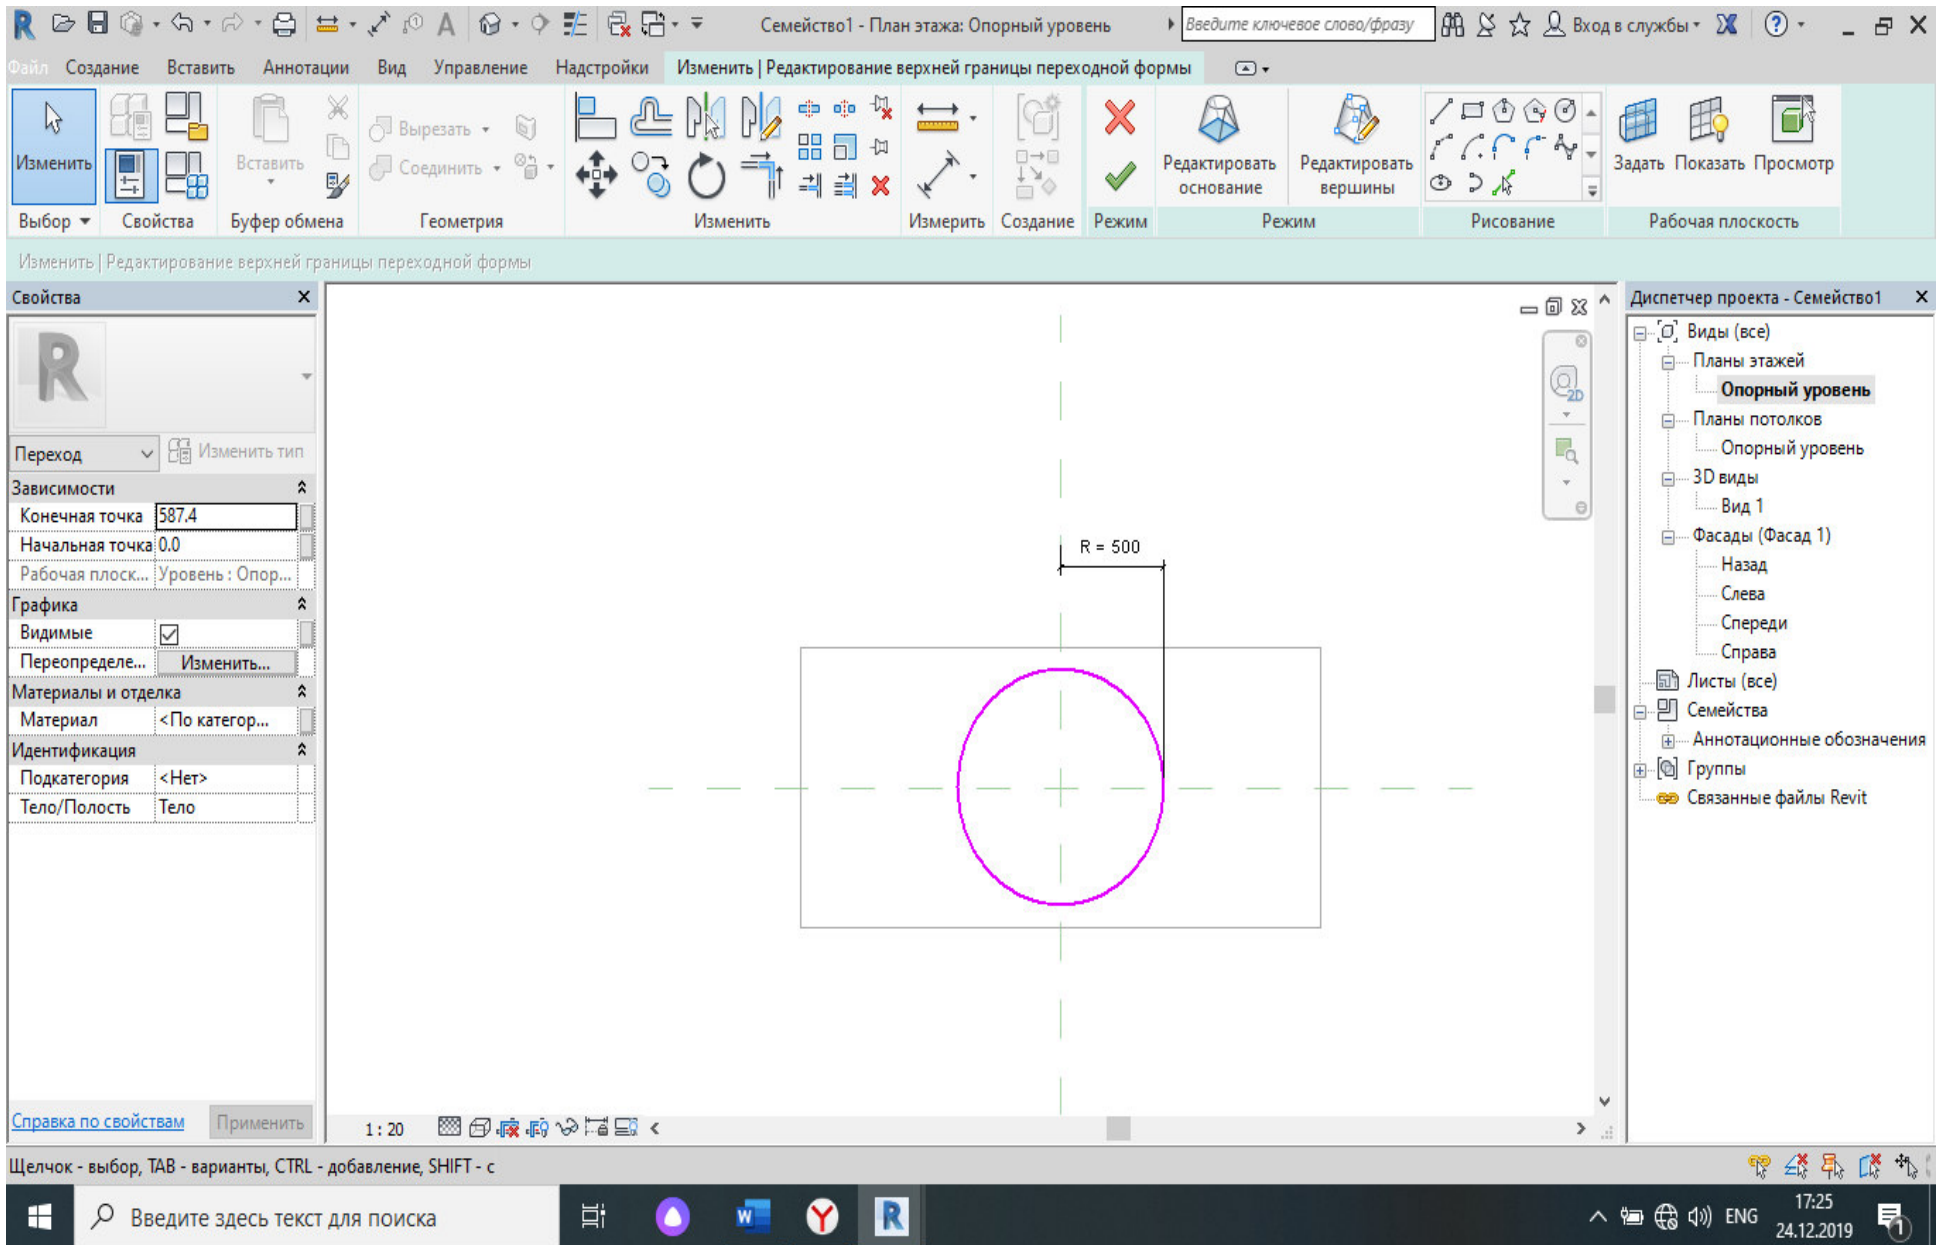 Семейство1 - План этажа: Опорный уровень
Введите ключевое слово/фразу
Вход в службы
Файл Создание Вставить Аннотации Вид Управление Надстройки Изменить | Редактирование верхней границы переходной формы
Изменить
Вставить
Вырезать
Соединить
Редактировать основание
Редактировать вершины
Задать Показать Просмотр
Выбор Свойства Буфер обмена Геометрия Изменить Измерить Создание Режим Режим Рисование Рабочая плоскость
Изменить | Редактирование верхней границы переходной формы
Свойства
R
Переход
Изменить тип
Зависимости
Конечная точка 587.4
Начальная точка 0.0
Рабочая плоск... Уровень : Опор...
Графика
Видимые
Переопределе... Изменить...
Материалы и отделка
Материал <По категор...
Идентификация
Подкатегория <Нет>
Тело/Полость Тело
Справка по свойствам Применить
2D
R = 500
1 : 20
Диспетчер проекта - Семейство1
Виды (все)
Планы этажей
Опорный уровень
Планы потолков
Опорный уровень
3D виды
Вид 1
Фасады (Фасад 1)
Назад
Слева
Спереди
Справа
Листы (все)
Семейства
Аннотационные обозначения
Группы
Связанные файлы Revit
Щелчок - выбор, TAB - варианты, CTRL - добавление, SHIFT - с
Введите здесь текст для поиска
ENG
17:25
24.12.2019
1